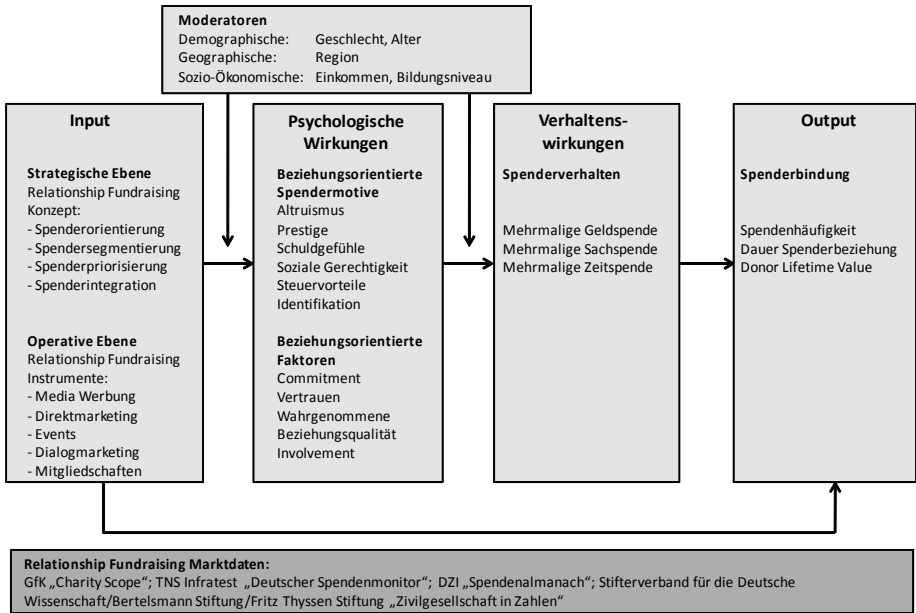 Moderatoren
Demographische: Geschlecht, Alter
Geographische: Region
Sozio-Ökonomische: Einkommen, Bildungsniveau
Input
Strategische Ebene
Relationship Fundraising
Konzept:
- Spenderorientierung
- Spendersegmentierung
- Spenderpriorisierung
- Spenderintegration
Operative Ebene
Relationship Fundraising
Instrumente:
- Media Werbung
- Direktmarketing
- Events
- Dialogmarketing
- Mitgliedschaften
Psychologische
Wirkungen
Beziehungsorientierte
Spendermotive
Altruismus
Prestige
Schuldgefühle
Soziale Gerechtigkeit
Steuervorteile
Identifikation
Beziehungsorientierte
Faktoren
Commitment
Vertrauen
Wahrgenommene
Beziehungsqualität
Involvement
Verhaltens-
wirkungen
Spenderverhalten
Mehrmalige Geldspende
Mehrmalige Sachspende
Mehrmalige Zeitspende
Output
Spenderbindung
Spendenhäufigkeit
Dauer Spenderbeziehung
Donor Lifetime Value
Relationship Fundraising Marktdaten:
GfK „Charity Scope“; TNS Infratest „Deutscher Spendenmonitor“; DZI „Spendenalmanach“; Stifterverband für die Deutsche
Wissenschaft/Bertelsmann Stiftung/Fritz Thyssen Stiftung „Zivilgesellschaft in Zahlen“